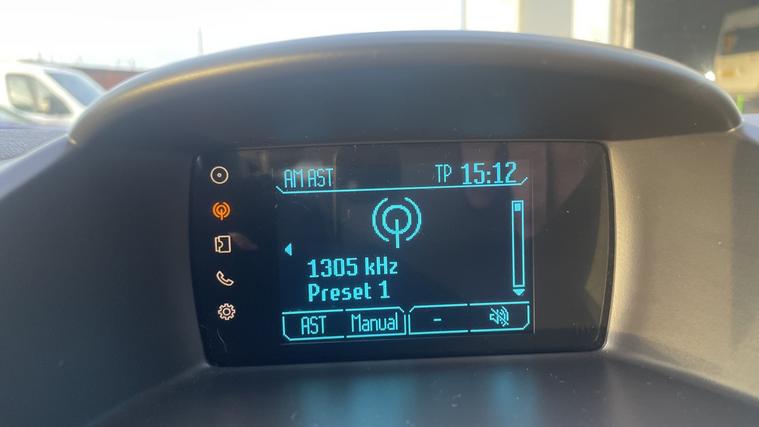 AM AST TP 15:12
1305 kHz
Preset 1
AST Manual -